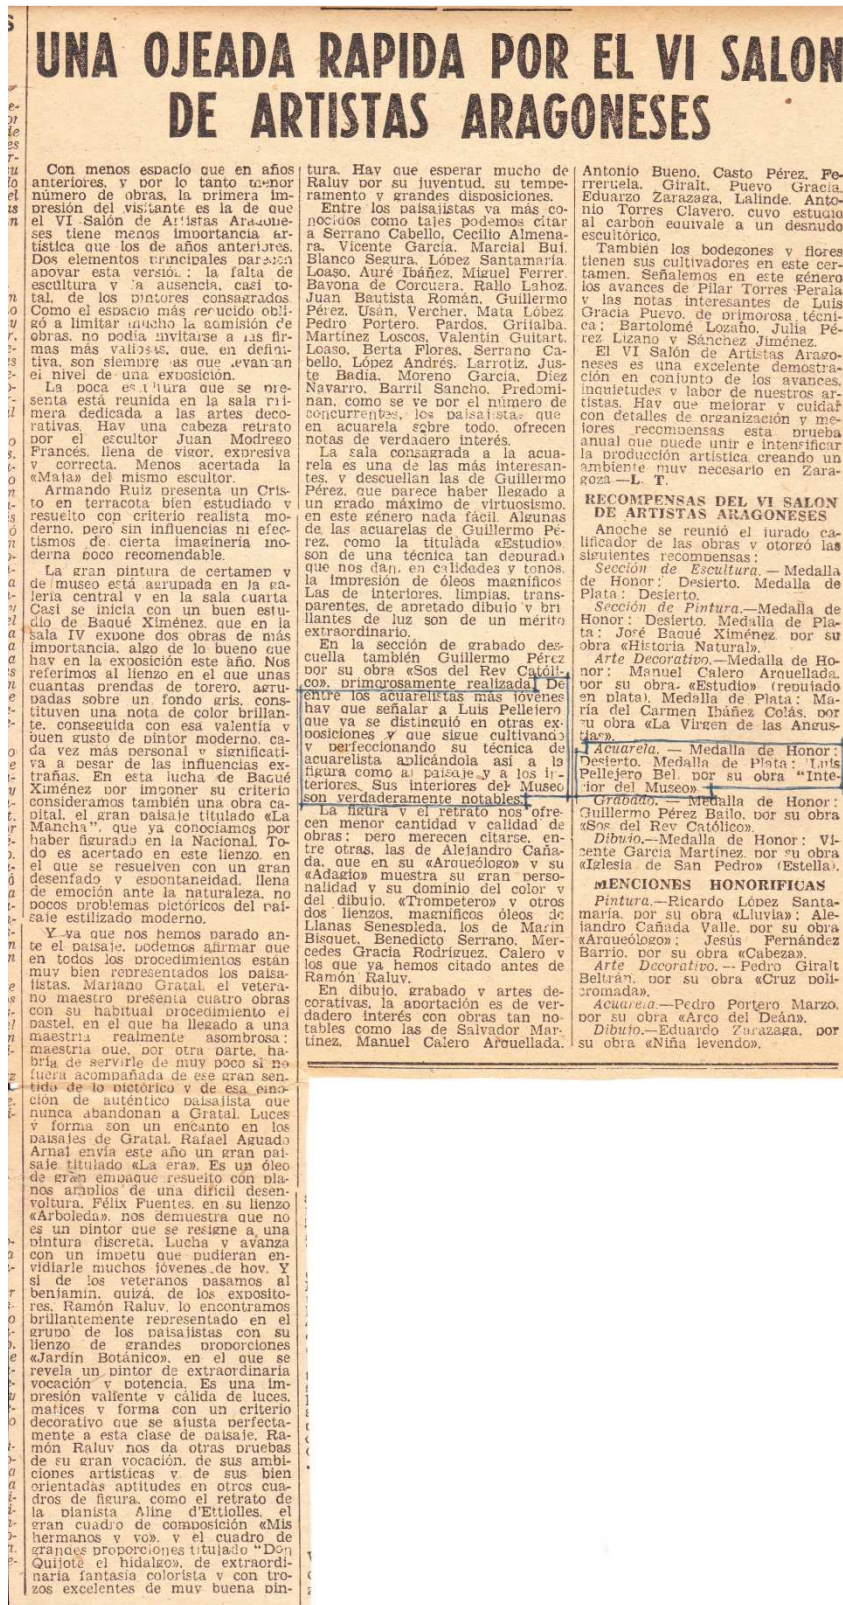 UNA OJEADA RAPIDA POR EL VI SALON
DE ARTISTAS ARAGONESES
Con menos espacio que en años
anteriores, y por lo tanto menor
número de obras, la primera im-
presión del visitante es la de que
el VI Salón de Artistas Aragone-
ses tiene menos importancia ar-
tística que los de años anteriores.
Dos elementos principales parecen
apoyar esta versión: la falta de
escultura y la ausencia, casi to-
tal, de los pintores consagrados.
Como el espacio más reducido obli-
gó a limitar mucho la admisión de
obras, no podía invitarse a las fir-
mas más valiosas, que, en defini-
tiva, son siempre las que levantan
el nivel de una exposición.
La poca escultura que se pre-
senta está reunida en la sala pri-
mera dedicada a las artes deco-
rativas. Hay una cabeza retrato
por el escultor Juan Modrego
Francés, llena de vigor, expresiva
y correcta. Menos acertada la
«Maja» del mismo escultor.
Armando Ruiz presenta un Cris-
to en terracota bien estudiado y
resuelto con criterio realista mo-
derno, pero sin influencias ni efec-
tismos de cierta imaginería mo-
derna poco recomendable.
La gran pintura de certamen y
de museo está agrupada en la ga-
lería central y en la sala cuarta
Casi se inicia con un buen estu-
dio de Baqué Ximénez, que en la
sala IV expone dos obras de más
importancia, algo de lo bueno que
hay en la exposición este año. Nos
referimos al lienzo en el que unas
cuantas prendas de torero, agru-
padas sobre un fondo gris, cons-
tituyen una nota de color brillan-
te, conseguida con esa valentía y
buen gusto de pintor moderno, ca-
da vez más personal y significati-
va a pesar de las influencias ex-
trañas. En esta lucha de Baqué
Ximénez por imponer su criterio
consideramos también una obra ca-
pital, el gran paisaje titulado «La
Mancha", que ya conocíamos por
haber figurado en la Nacional. To-
do es acertado en este lienzo, en
el que se resuelven con un gran
desenfado y espontaneidad, llena
de emoción ante la naturaleza, no
pocos problemas pictóricos del pai-
saje estilizado moderno.
Y ya que nos hemos parado an-
te el paisaje, podemos afirmar que
en todos los procedimientos están
muy bien representados los paisa-
jistas. Mariano Gratal, el vetera-
no maestro presenta cuatro obras
con su habitual procedimiento el
pastel, en el que ha llegado a una
maestría realmente asombrosa:
maestría que, por otra parte, ha-
bría de servirle de muy poco si no
fuera acompañada de ese gran sen-
tido de lo pictórico y de esa emo-
ción de auténtico paisajista que
nunca abandonan a Gratal. Luces
y forma son un encanto en los
paisajes de Gratal. Rafael Aguado
Arnal envía este año un gran pai-
saje titulado «La era». Es un óleo
de gran empaque resuelto con pla-
nos amplios de una difícil desen-
voltura. Félix Fuentes, en su lienzo
«Arboleda», nos demuestra que no
es un pintor que se resigne a una
pintura discreta. Lucha y avanza
con un ímpetu que pudieran en-
vidiarle muchos jóvenes de hoy. Y
si de los veteranos pasamos al
benjamín, quizá, de los exposito-
res, Ramón Raluy, lo encontramos
brillantemente representado en el
grupo de los paisajistas con su
lienzo de grandes proporciones
«Jardín Botánico», en el que se
revela un pintor de extraordinaria
vocación y potencia. Es una im-
presión valiente y cálida de luces,
matices y forma con un criterio
decorativo que se ajusta perfecta-
mente a esta clase de paisaje. Ra-
món Raluy nos da otras pruebas
de su gran vocación, de sus ambi-
ciones artísticas y de sus bien
orientadas aptitudes en otros cua-
dros de figura, como el retrato de
la pianista Aline d'Ettiolles, el
gran cuadro de composición «Mis
hermanos y yo», y el cuadro de
grandes proporciones titulado "Don
Quijote el hidalgo», de extraordi-
naria fantasía colorista y con tro-
zos excelentes de muy buena pin-
tura. Hay que esperar mucho de
Raluy por su juventud, su tempe-
ramento y grandes disposiciones.
Entre los paisajistas ya más co-
nocidos como tales podemos citar
a Serrano Cabello, Cecilio Almena-
ra, Vicente García, Marcial Bui,
Blanco Segura, López Santamaría,
Loaso, Auré Ibáñez, Miguel Ferrer,
Bayona de Corcuera, Rallo Lahoz,
Juan Bautista Román, Guillermo
Pérez, Usán, Vercher, Mata López
Pedro Portero, Pardos, Grijalba,
Martínez Loscos, Valentín Guitart,
Loaso, Berta Flores, Serrano Ca-
bello, López Andrés, Larrotiz, Jus-
te Badía, Moreno García, Díez
Navarro, Barril Sancho. Predomi-
nan, como se ve por el número de
concurrentes, los paisajistas que
en acuarela sobre todo, ofrecen
notas de verdadero interés.
La sala consagrada a la acua-
rela es una de las más interesan-
tes, y descuellan las de Guillermo
Pérez, que parece haber llegado a
un grado máximo de virtuosismo,
en este género nada fácil. Algunas
de las acuarelas de Guillermo Pé-
rez, como la titulada «Estudio»
son de una técnica tan depurada
que nos dan, en calidades y tonos,
la impresión de óleos magníficos
Las de interiores, limpias, trans-
parentes, de apretado dibujo y bri
llantes de luz son de un mérito
extraordinario.
En la sección de grabado des-
cuella también Guillermo Pérez
por su obra «Sos del Rey Católi-
co», primorosamente realizada. De
entre los acuarelistas más jóvenes
hay que señalar a Luis Pellejero
que ya se distinguió en otras ex-
posiciones y que sigue cultivando
y perfeccionando su técnica de
acuarelista aplicándola así a la
figura como al paisaje y a los in-
teriores. Sus interiores del Museo
son verdaderamente notables.
La figura y el retrato nos ofre-
cen menor cantidad y calidad de
obras; pero merecen citarse, en-
tre otras, las de Alejandro Caña-
da, que en su «Arqueólogo» y su
«Adagio» muestra su gran perso-
nalidad y su dominio del color y
del dibujo. «Trompetero» y otros
dos lienzos, magníficos óleos de
Llanas Senespleda, los de Marín
Bisquet, Benedicto Serrano, Mer-
cedes Gracia Rodríguez, Calero y
los que ya hemos citado antes de
Ramón Raluy.
En dibujo, grabado y artes de-
corativas, la aportación es de ver-
dadero interés con obras tan no-
tables como las de Salvador Mar-
tínez, Manuel Calero Arquellada,
Antonio Bueno, Casto Pérez, Fe-
rreruela, Giralt, Pueyo Gracia,
Eduarzo Zarazaga, Lalinde, Anto-
nio Torres Clavero, cuyo estudio
al carbón equivale a un desnudo
escultórico.
También los bodegones y flores
tienen sus cultivadores en este cer-
tamen. Señalemos en este género
los avances de Pilar Torres Perala
y las notas interesantes de Luis
Gracia Pueyo, de primorosa técni-
ca; Bartolomé Lozano, Julia Pé-
rez Lizano y Sánchez Jiménez.
El VI Salón de Artistas Arago-
neses es una excelente demostra-
ción en conjunto de los avances,
inquietudes y labor de nuestros ar-
tistas. Hay que mejorar y cuidar
con detalles de organización y me-
jores recompensas esta prueba
anual que puede unir e intensificar
la producción artística creando un
ambiente muy necesario en Zara-
goza.—L. T.
RECOMPENSAS DEL VI SALON
DE ARTISTAS ARAGONESES
Anoche se reunió el jurado ca-
lificador de las obras y otorgó las
siguientes recompensas:
Sección de Escultura. — Medalla
de Honor: Desierto. Medalla de
Plata: Desierto.
Sección de Pintura.—Medalla de
Honor: Desierto. Medalla de Pla-
ta: José Baqué Ximénez, por su
obra «Historia Natural».
Arte Decorativo.—Medalla de Ho-
nor: Manuel Calero Arquellada,
por su obra «Estudio» (repujado
en plata). Medalla de Plata: Ma-
ría del Carmen Ibáñez Colás, por
su obra «La Virgen de las Angus-
tias».
Acuarela. — Medalla de Honor:
Desierto. Medalla de Plata: Luis
Pellejero Bel, por su obra "Inte-
rior del Museo».
Grabado. — Medalla de Honor:
Guillermo Pérez Bailo, por su obra
«Sos del Rey Católico».
Dibujo.—Medalla de Honor: Vi-
cente García Martínez, por su obra
«Iglesia de San Pedro» (Estella).
MENCIONES HONORIFICAS
Pintura.—Ricardo López Santa-
maría, por su obra «Lluvia»; Ale-
jandro Cañada Valle, por su obra
«Arqueólogo»; Jesús Fernández
Barrio, por su obra «Cabeza».
Arte Decorativo. — Pedro Giralt
Beltrán, por su obra «Cruz poli-
cromada».
Acuarela.—Pedro Portero Marzo,
por su obra «Arco del Deán».
Dibujo.—Eduardo Zarazaga, por
su obra «Niña leyendo».